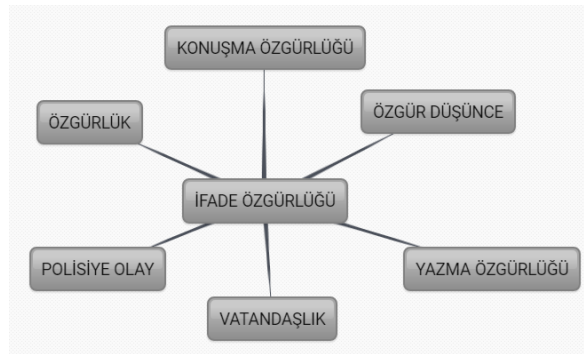 KONUŞMA ÖZGÜRLÜĞÜ
ÖZGÜR DÜŞÜNCE
ÖZGÜRLÜK
İFADE ÖZGÜRLÜĞÜ
POLİSİYE OLAY
YAZMA ÖZGÜRLÜĞÜ
VATANDAŞLIK